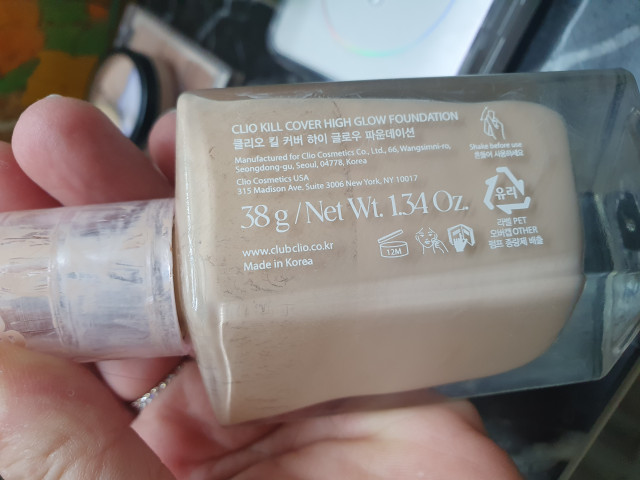 CLIO KILL COVER HIGH GLOW FOUNDATION
클리오 킬 커버 하이 글로우 파운데이션
Manufactured for Clio Cosmetics Co., Ltd., 66, Wangsimni-ro,
Seongdong-gu, Seoul, 04778, Korea
Clio Cosmetics USA
315 Madison Ave. Suite 3006 New York, NY 10017
38 g / Net Wt. 1.34 Oz.
www.clubclio.co.kr
Made in Korea
12M
Shake before use
흔들어 사용하세요
유리
라벨 PET
오버캡 OTHER
펌프 종량제 배출